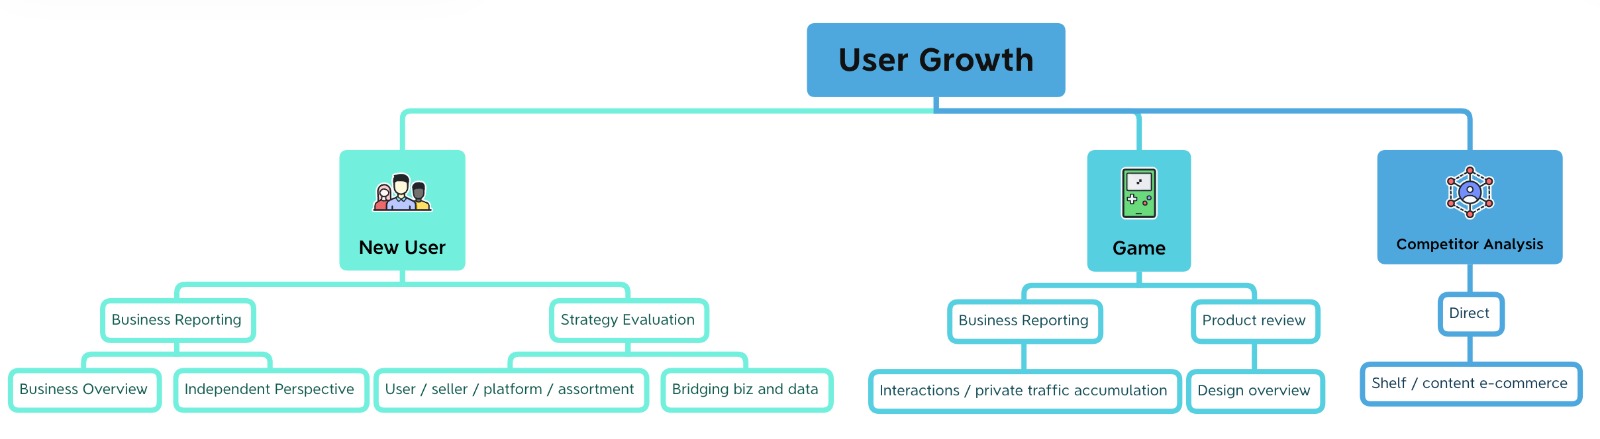 User Growth
New User
Game
Competitor Analysis
Business Reporting
Strategy Evaluation
Business Reporting
Product review
Direct
Business Overview
Independent Perspective
User / seller / platform / assortment
Bridging biz and data
Interactions / private traffic accumulation
Design overview
Shelf / content e-commerce